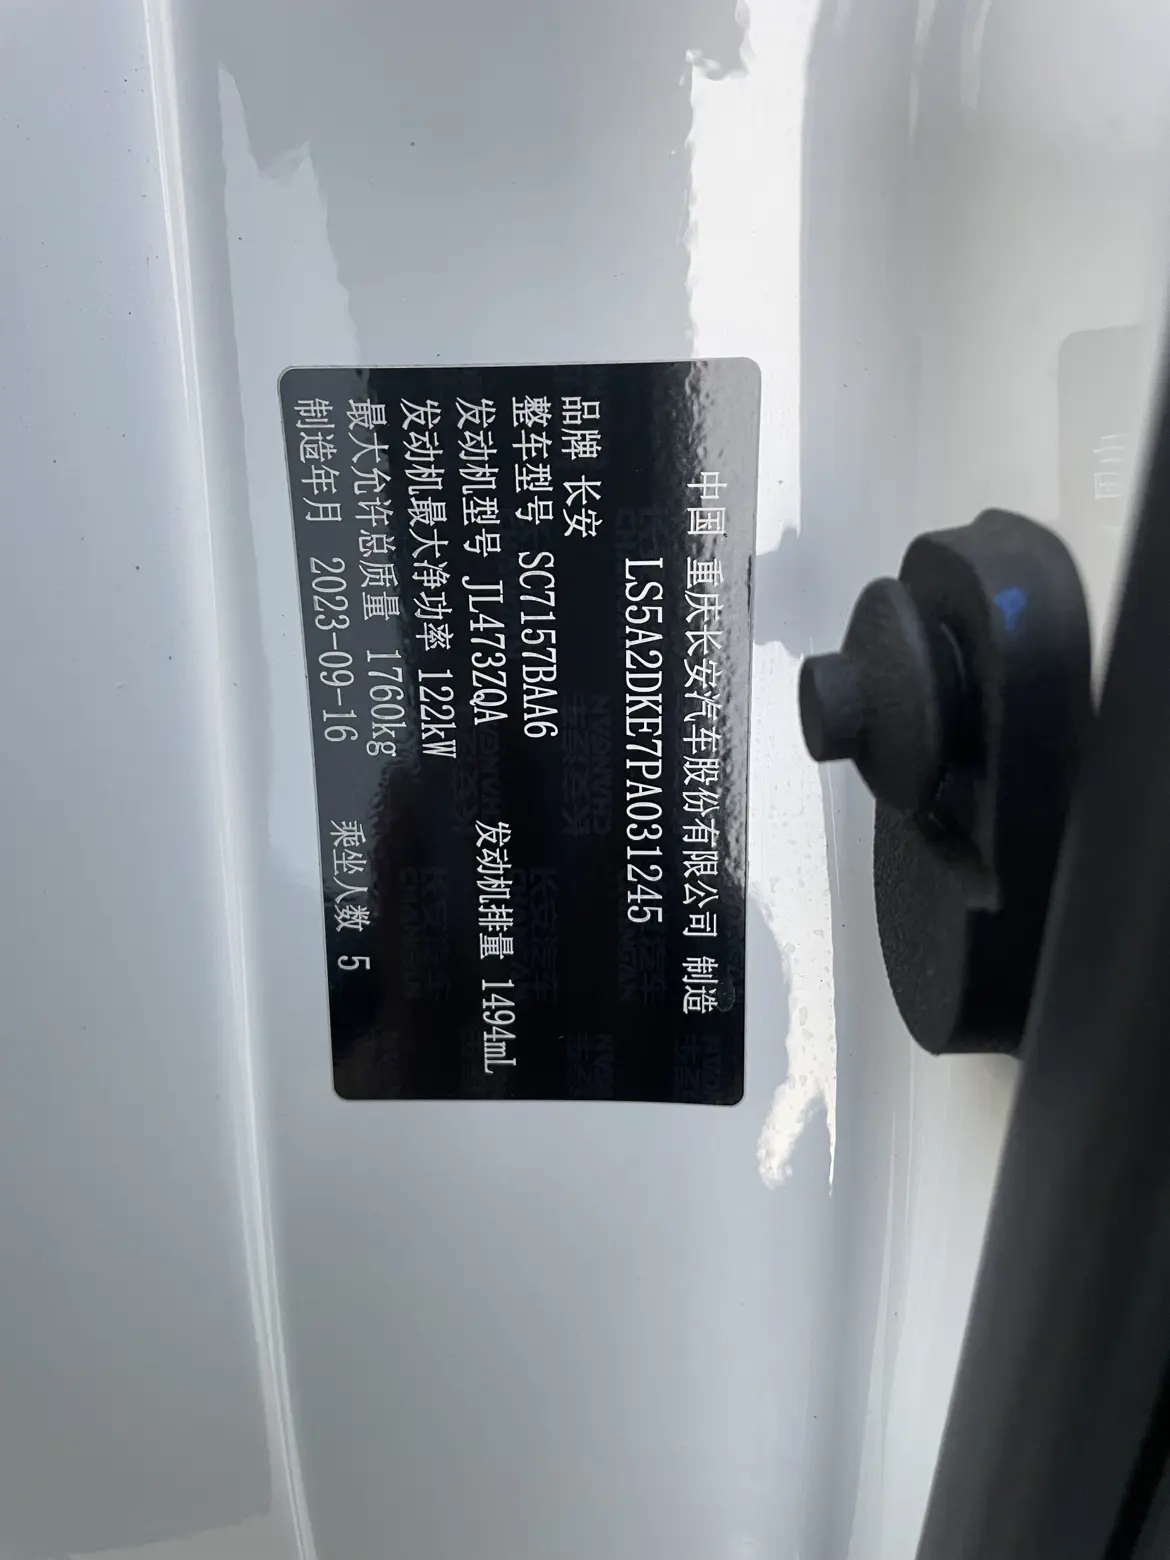 中国 重庆长安汽车股份有限公司 制造
LS5A2DKE7PA031245
品牌 长安
整车型号 SC7157BAA6
发动机型号 JL473ZQA 发动机排量 1494mL
发动机最大净功率 122kW
最大允许总质量 1760kg
制造年月 2023-09-16 乘坐人数 5